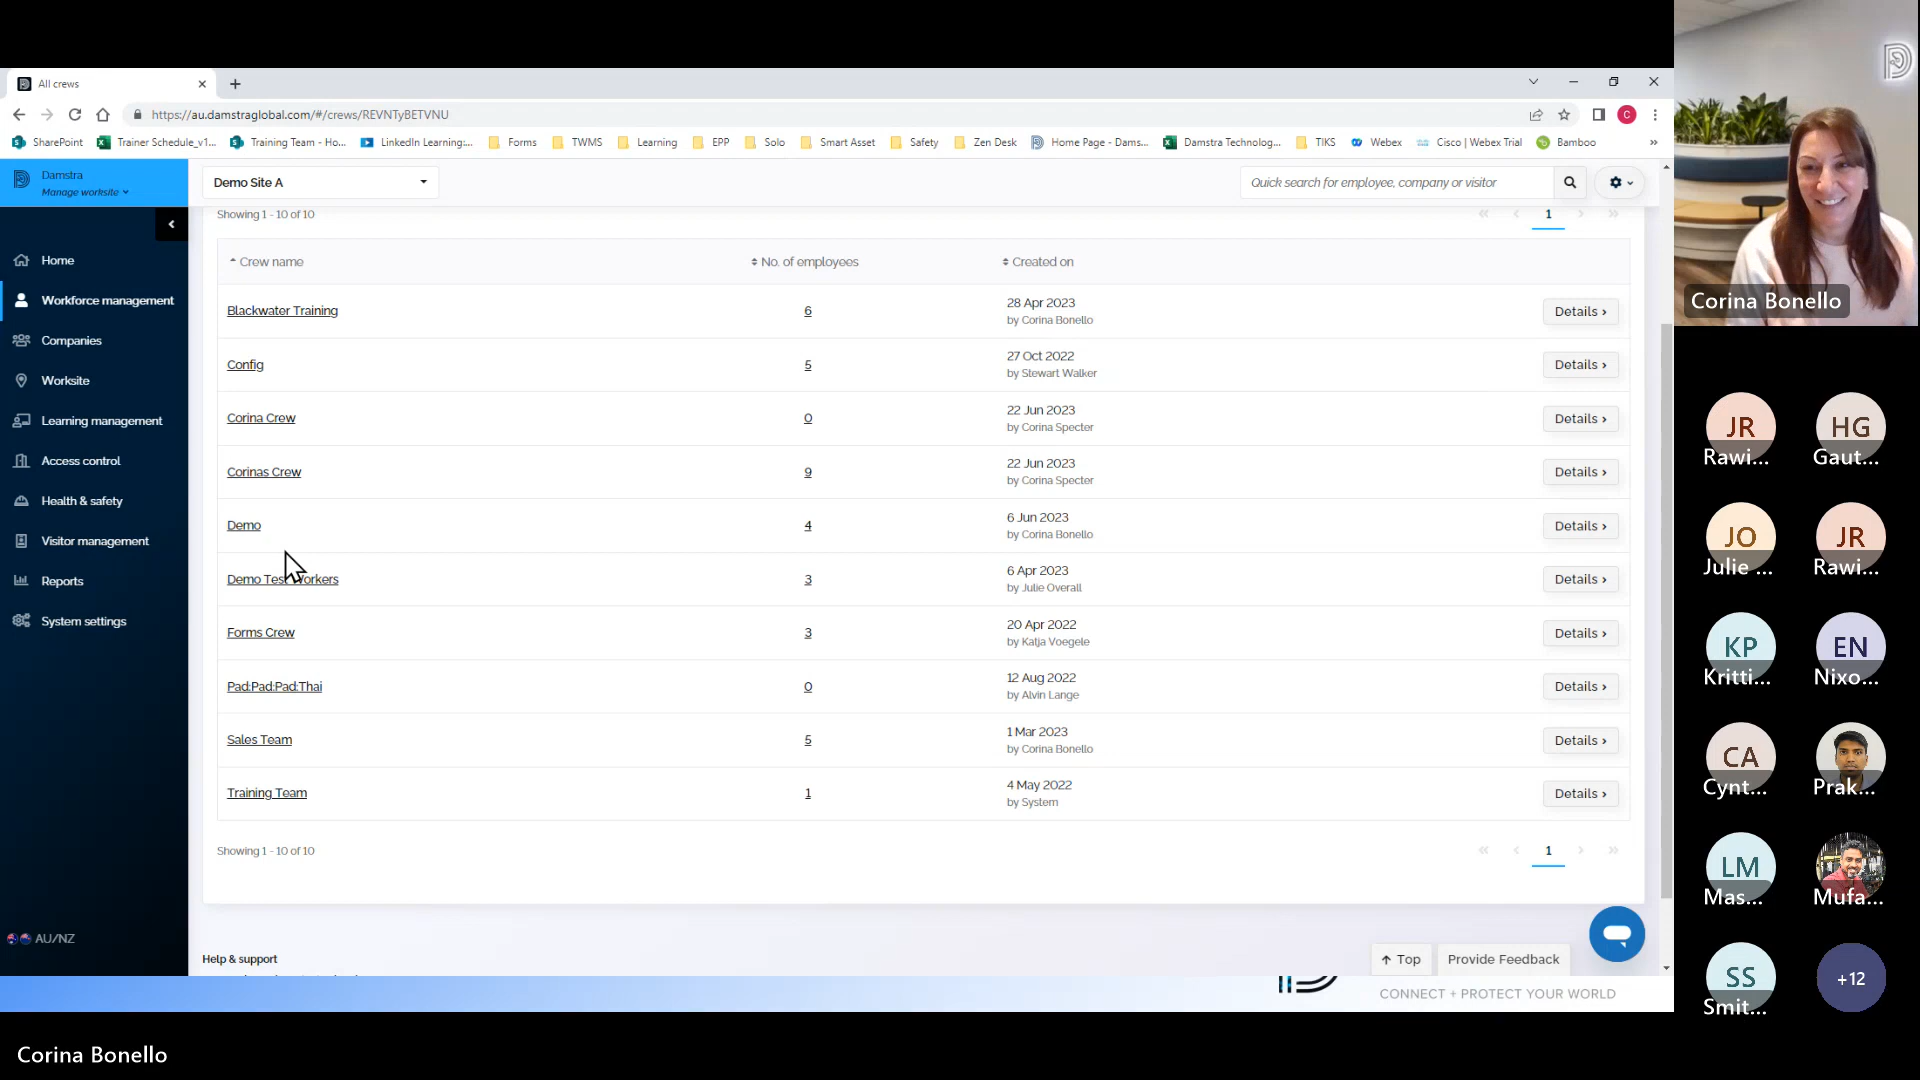 All crews
https://au.damstraglobal.com/#/crews/REVNTyBETVNU
C
SharePoint
Trainer Schedule_v1...
Training Team - Ho...
LinkedIn Learning:...
Forms
TWMS
Learning
EPP
Solo
Smart Asset
Safety
Zen Desk
Home Page - Dams...
Damstra Technolog...
TIKS
Webex
Cisco | Webex Trial
Bamboo
Damstra
Manage worksite
Demo Site A
Quick search for employee, company or visitor
Home
Workforce management
Companies
Worksite
Learning management
Access control
Health & safety
Visitor management
Reports
System settings
AU/NZ
Showing 1 - 10 of 10
1
Crew name No. of employees Created on
Blackwater Training 6 28 Apr 2023 Details
by Corina Bonello
Config 5 27 Oct 2022 Details
by Stewart Walker
Corina Crew 0 22 Jun 2023 Details
by Corina Specter
Corinas Crew 9 22 Jun 2023 Details
by Corina Specter
Demo 4 6 Jun 2023 Details
by Corina Bonello
Demo Test Workers 3 6 Apr 2023 Details
by Julie Overall
Forms Crew 3 20 Apr 2022 Details
by Katja Voegele
Pad:Pad:Pad:Thai 0 12 Aug 2022 Details
by Alvin Lange
Sales Team 5 1 Mar 2023 Details
by Corina Bonello
Training Team 1 4 May 2022 Details
by System
Showing 1 - 10 of 10
1
Help & support
Top
Provide Feedback
CONNECT + PROTECT YOUR WORLD
Corina Bonello
JR
Rawi...
HG
Gaut...
JO
Julie ...
JR
Rawi...
KP
Kritti...
EN
Nixo...
CA
Cynt...
Prak...
LM
Mas...
Mufa...
SS
Smit...
+12
Corina Bonello